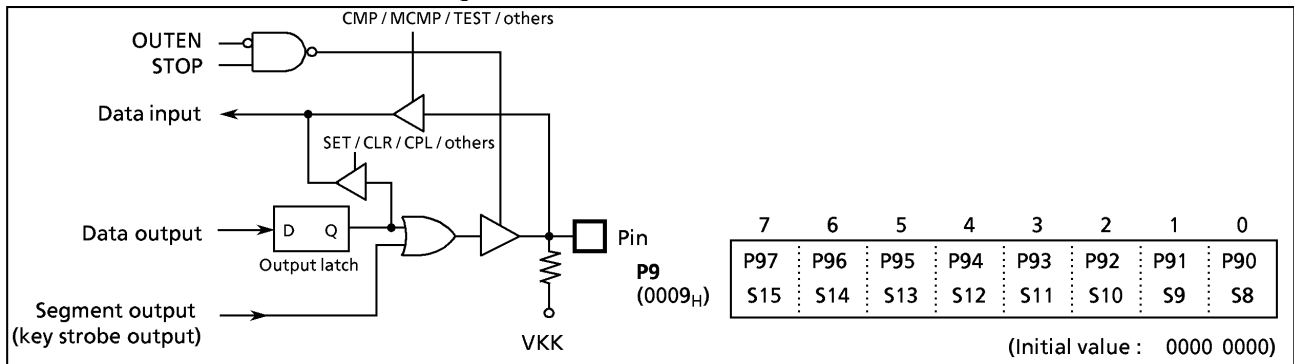 CMP / MCMP / TEST / others
OUTEN
STOP
Data input
SET / CLR / CPL / others
Data output
D Q
Output latch
Pin
Segment output
(key strobe output)
VKK
7 6 5 4 3 2 1 0
P9
(0009H)
P97 P96 P95 P94 P93 P92 P91 P90
S15 S14 S13 S12 S11 S10 S9 S8
(Initial value : 0000 0000)